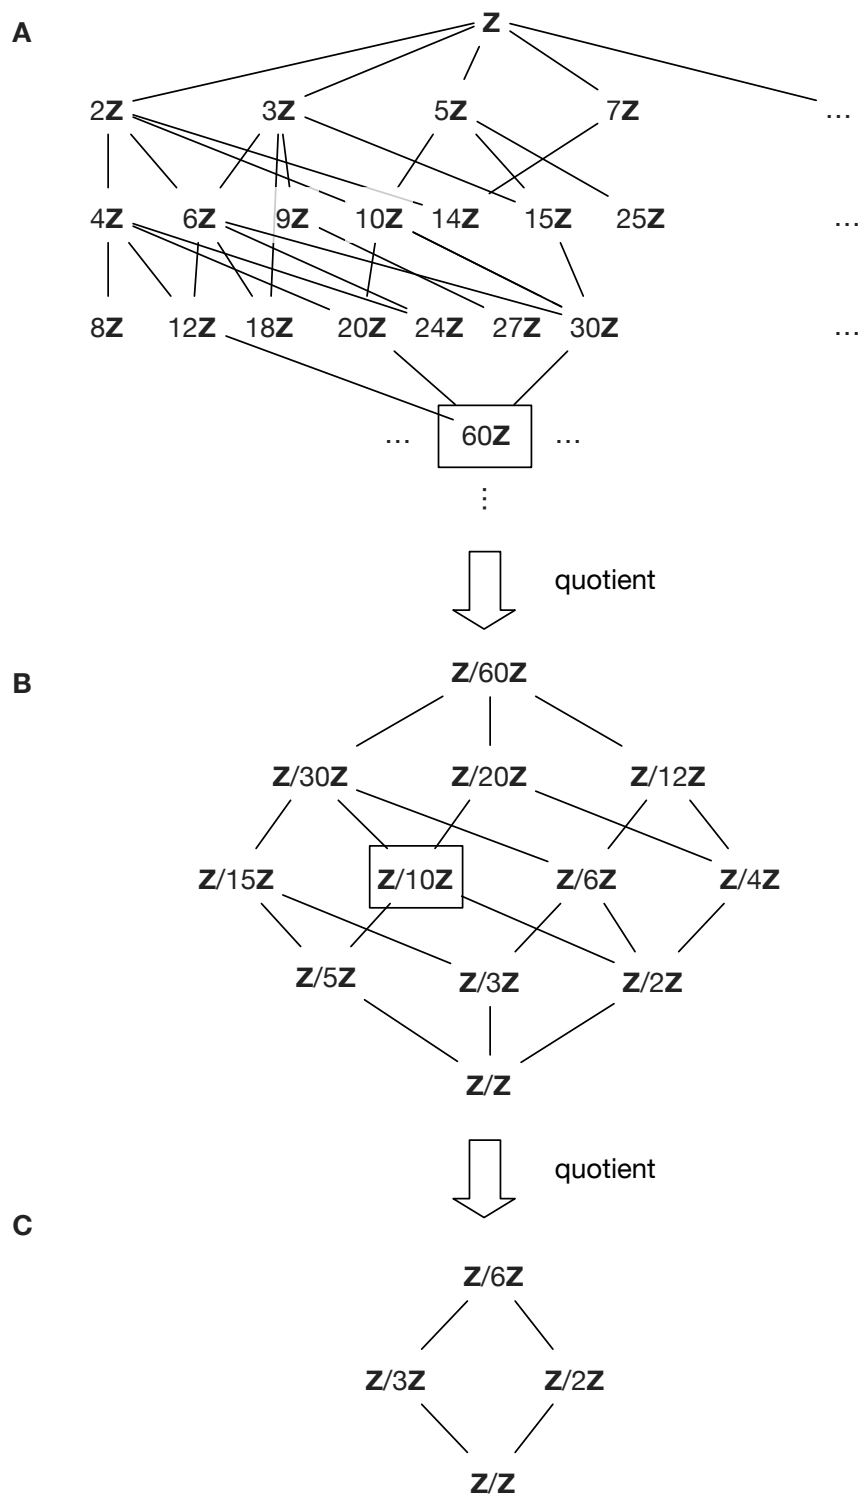 A
Z
2Z 3Z 5Z 7Z ...
4Z 6Z 9Z 10Z 14Z 15Z 25Z ...
8Z 12Z 18Z 20Z 24Z 27Z 30Z ...
... 60Z ...
⋮
quotient
B
Z/60Z
Z/30Z Z/20Z Z/12Z
Z/15Z Z/10Z Z/6Z Z/4Z
Z/5Z Z/3Z Z/2Z
Z/Z
quotient
C
Z/6Z
Z/3Z Z/2Z
Z/Z